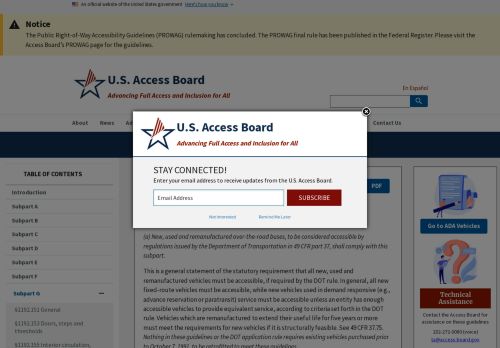 An official website of the United States government Here's how you know
Notice
The Public Right-of-Way Accessibility Guidelines (PROWAG) rulemaking has concluded. The PROWAG final rule has been published in the Federal Register. Please visit the
Access Board's PROWAG page for the guidelines.
U.S. Access Board
Advancing Full Access and Inclusion for All
En Español
About News Contact Us
U.S. Access Board
Advancing Full Access and Inclusion for All
STAY CONNECTED!
Enter your email address to receive updates from the U.S. Access Board.
Email Address SUBSCRIBE
Not Interested Remind Me Later
TABLE OF CONTENTS
Introduction
Subpart A
Subpart B
Subpart C
Subpart D
Subpart E
Subpart F
Subpart G
§1192.151 General
§1192.153 Doors, steps and
thresholds
§1192.155 Interior circulation,
PDF
(a) New, used and remanufactured over-the-road buses, to be considered accessible by
regulations issued by the Department of Transportation in 49 CFR part 37, shall comply with this
subpart.
This is a general statement of the statutory requirement that all new, used and
remanufactured vehicles must be accessible, if required by the DOT rule. In general, all new
fixed-route vehicles must be accessible, while new vehicles used in demand responsive (e.g.,
advance reservation or paratransit) service must be accessible unless an entity has enough
accessible vehicles to provide equivalent service, according to criteria set forth in the DOT
rule. Vehicles which are remanufactured to extend their useful life for five years or more
must meet the requirements for new vehicles if it is structurally feasible. See 49 CFR 37.75.
Nothing in these guidelines or the DOT application rule requires existing vehicles purchased prior
to October 7, 1991, to be retrofitted to meet these guidelines.
Go to ADA Vehicles
Technical
Assistance
Contact the Access Board for
assistance on these guidelines
202-272-0080 (voice)
ta@access-board.gov